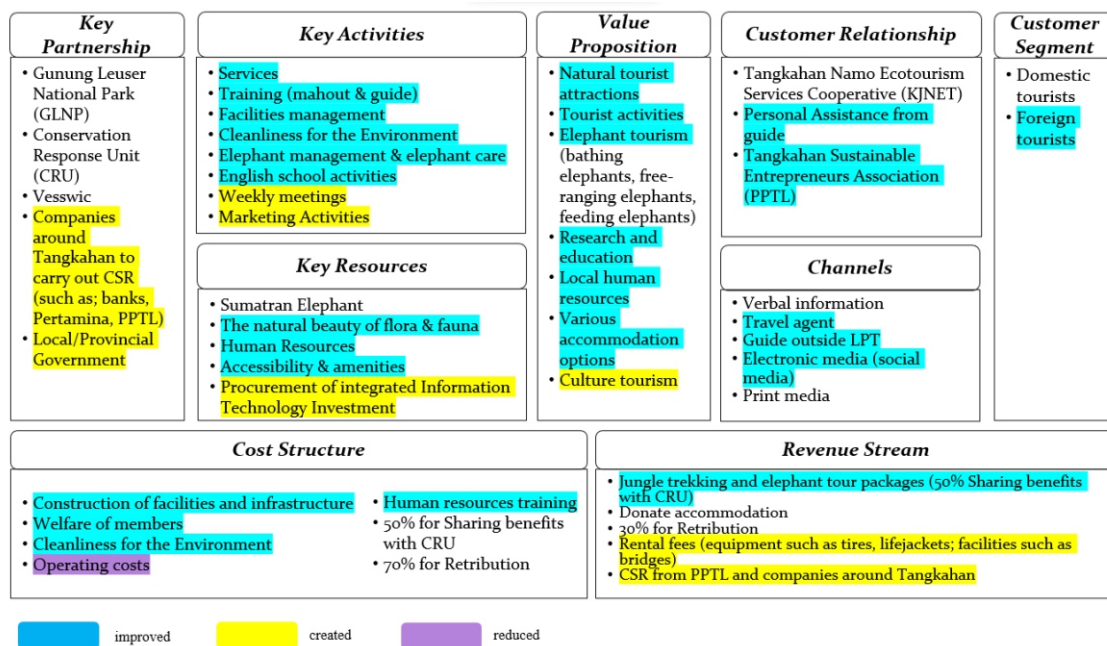 Key
Partnership
• Gunung Leuser
National Park
(GLNP)
• Conservation
Response Unit
(CRU)
• Vesswic
• Companies
around
Tangkahan to
carry out CSR
(such as; banks,
Pertamina, PPTL)
• Local/Provincial
Government
Key Activities
• Services
• Training (mahout & guide)
• Facilities management
• Cleanliness for the Environment
• Elephant management & elephant care
• English school activities
• Weekly meetings
• Marketing Activities
Key Resources
• Sumatran Elephant
• The natural beauty of flora & fauna
• Human Resources
• Accessibility & amenities
• Procurement of integrated Information
Technology Investment
Value
Proposition
• Natural tourist
attractions
• Tourist activities
• Elephant tourism
(bathing
elephants, free-
ranging elephants,
feeding elephants)
• Research and
education
• Local human
resources
• Various
accommodation
options
• Culture tourism
Customer Relationship
• Tangkahan Namo Ecotourism
Services Cooperative (KJNET)
• Personal Assistance from
guide
• Tangkahan Sustainable
Entrepreneurs Association
(PPTL)
Channels
• Verbal information
• Travel agent
• Guide outside LPT
• Electronic media (social
media)
• Print media
Customer
Segment
• Domestic
tourists
• Foreign
tourists
Cost Structure
• Construction of facilities and infrastructure
• Welfare of members
• Cleanliness for the Environment
• Operating costs
• Human resources training
• 50% for Sharing benefits
with CRU
• 70% for Retribution
Revenue Stream
• Jungle trekking and elephant tour packages (50% Sharing benefits
with CRU)
• Donate accommodation
• 30% for Retribution
• Rental fees (equipment such as tires, lifejackets; facilities such as
bridges)
• CSR from PPTL and companies around Tangkahan
improved
created
reduced